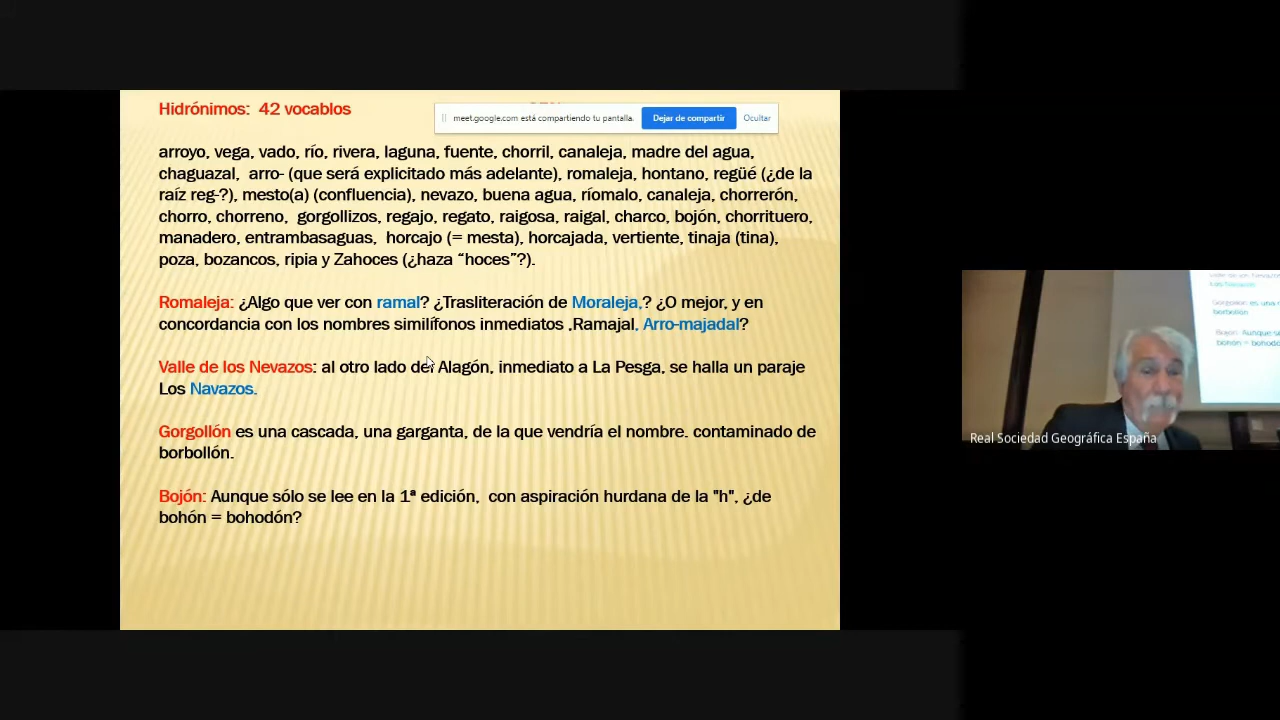 Hidrónimos: 42 vocablos
meet.google.com está compartiendo tu pantalla.
Dejar de compartir
Ocultar
arroyo, vega, vado, río, rivera, laguna, fuente, chorril, canaleja, madre del agua,
chaguazal, arro- (que será explicitado más adelante), romaleja, hontano, regüé (¿de la
raíz reg-?), mesto(a) (confluencia), nevazo, buena agua, ríomalo, canaleja, chorrerón,
chorro, chorreno, gorgollizos, regajo, regato, raigosa, raigal, charco, bojón, chorrituero,
manadero, entrambasaguas, horcajo (= mesta), horcajada, vertiente, tinaja (tina),
poza, bozancos, ripia y Zahoces (¿haza “hoces”?).
Romaleja: ¿Algo que ver con ramal? ¿Trasliteración de Moraleja,? ¿O mejor, y en
concordancia con los nombres similífonos inmediatos ,Ramajal, Arro-majadal?
Valle de los Nevazos: al otro lado del Alagón, inmediato a La Pesga, se halla un paraje
Los Navazos.
Gorgollón es una cascada, una garganta, de la que vendría el nombre. contaminado de
borbollón.
Bojón: Aunque sólo se lee en la 1ª edición, con aspiración hurdana de la "h", ¿de
bohón = bohodón?
Real Sociedad Geográfica España